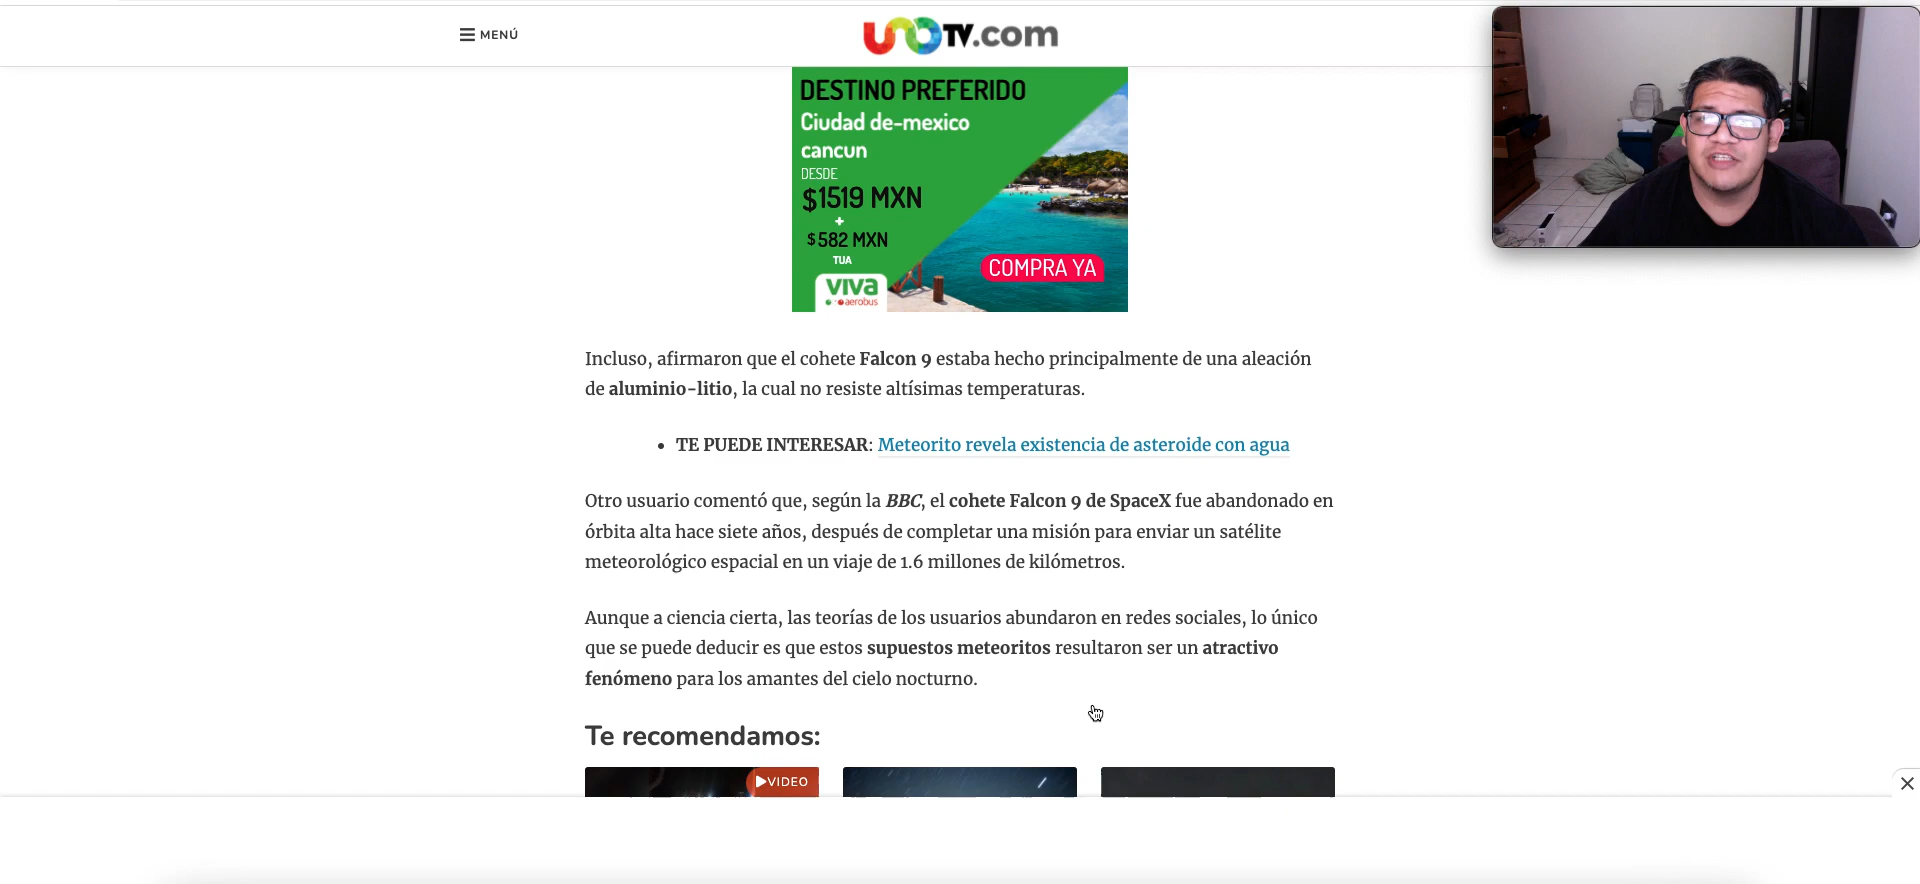 MENÚ
unoTV.com
DESTINO PREFERIDO
Ciudad de-mexico
cancun
DESDE
$1519 MXN
+
$582 MXN
TUA
viva
aerobus
COMPRA YA
Incluso, afirmaron que el cohete Falcon 9 estaba hecho principalmente de una aleación
de aluminio-litio, la cual no resiste altísimas temperaturas.
• TE PUEDE INTERESAR: Meteorito revela existencia de asteroide con agua
Otro usuario comentó que, según la BBC, el cohete Falcon 9 de SpaceX fue abandonado en
órbita alta hace siete años, después de completar una misión para enviar un satélite
meteorológico espacial en un viaje de 1.6 millones de kilómetros.
Aunque a ciencia cierta, las teorías de los usuarios abundaron en redes sociales, lo único
que se puede deducir es que estos supuestos meteoritos resultaron ser un atractivo
fenómeno para los amantes del cielo nocturno.
Te recomendamos:
VIDEO